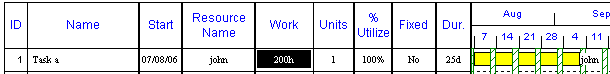 ID Name Start Resource Name Work Units % Utilize Fixed Dur. Aug Sep
7 14 21 28 4 11
1 Task a 07/08/06 john 200h 1 100% No 25d john